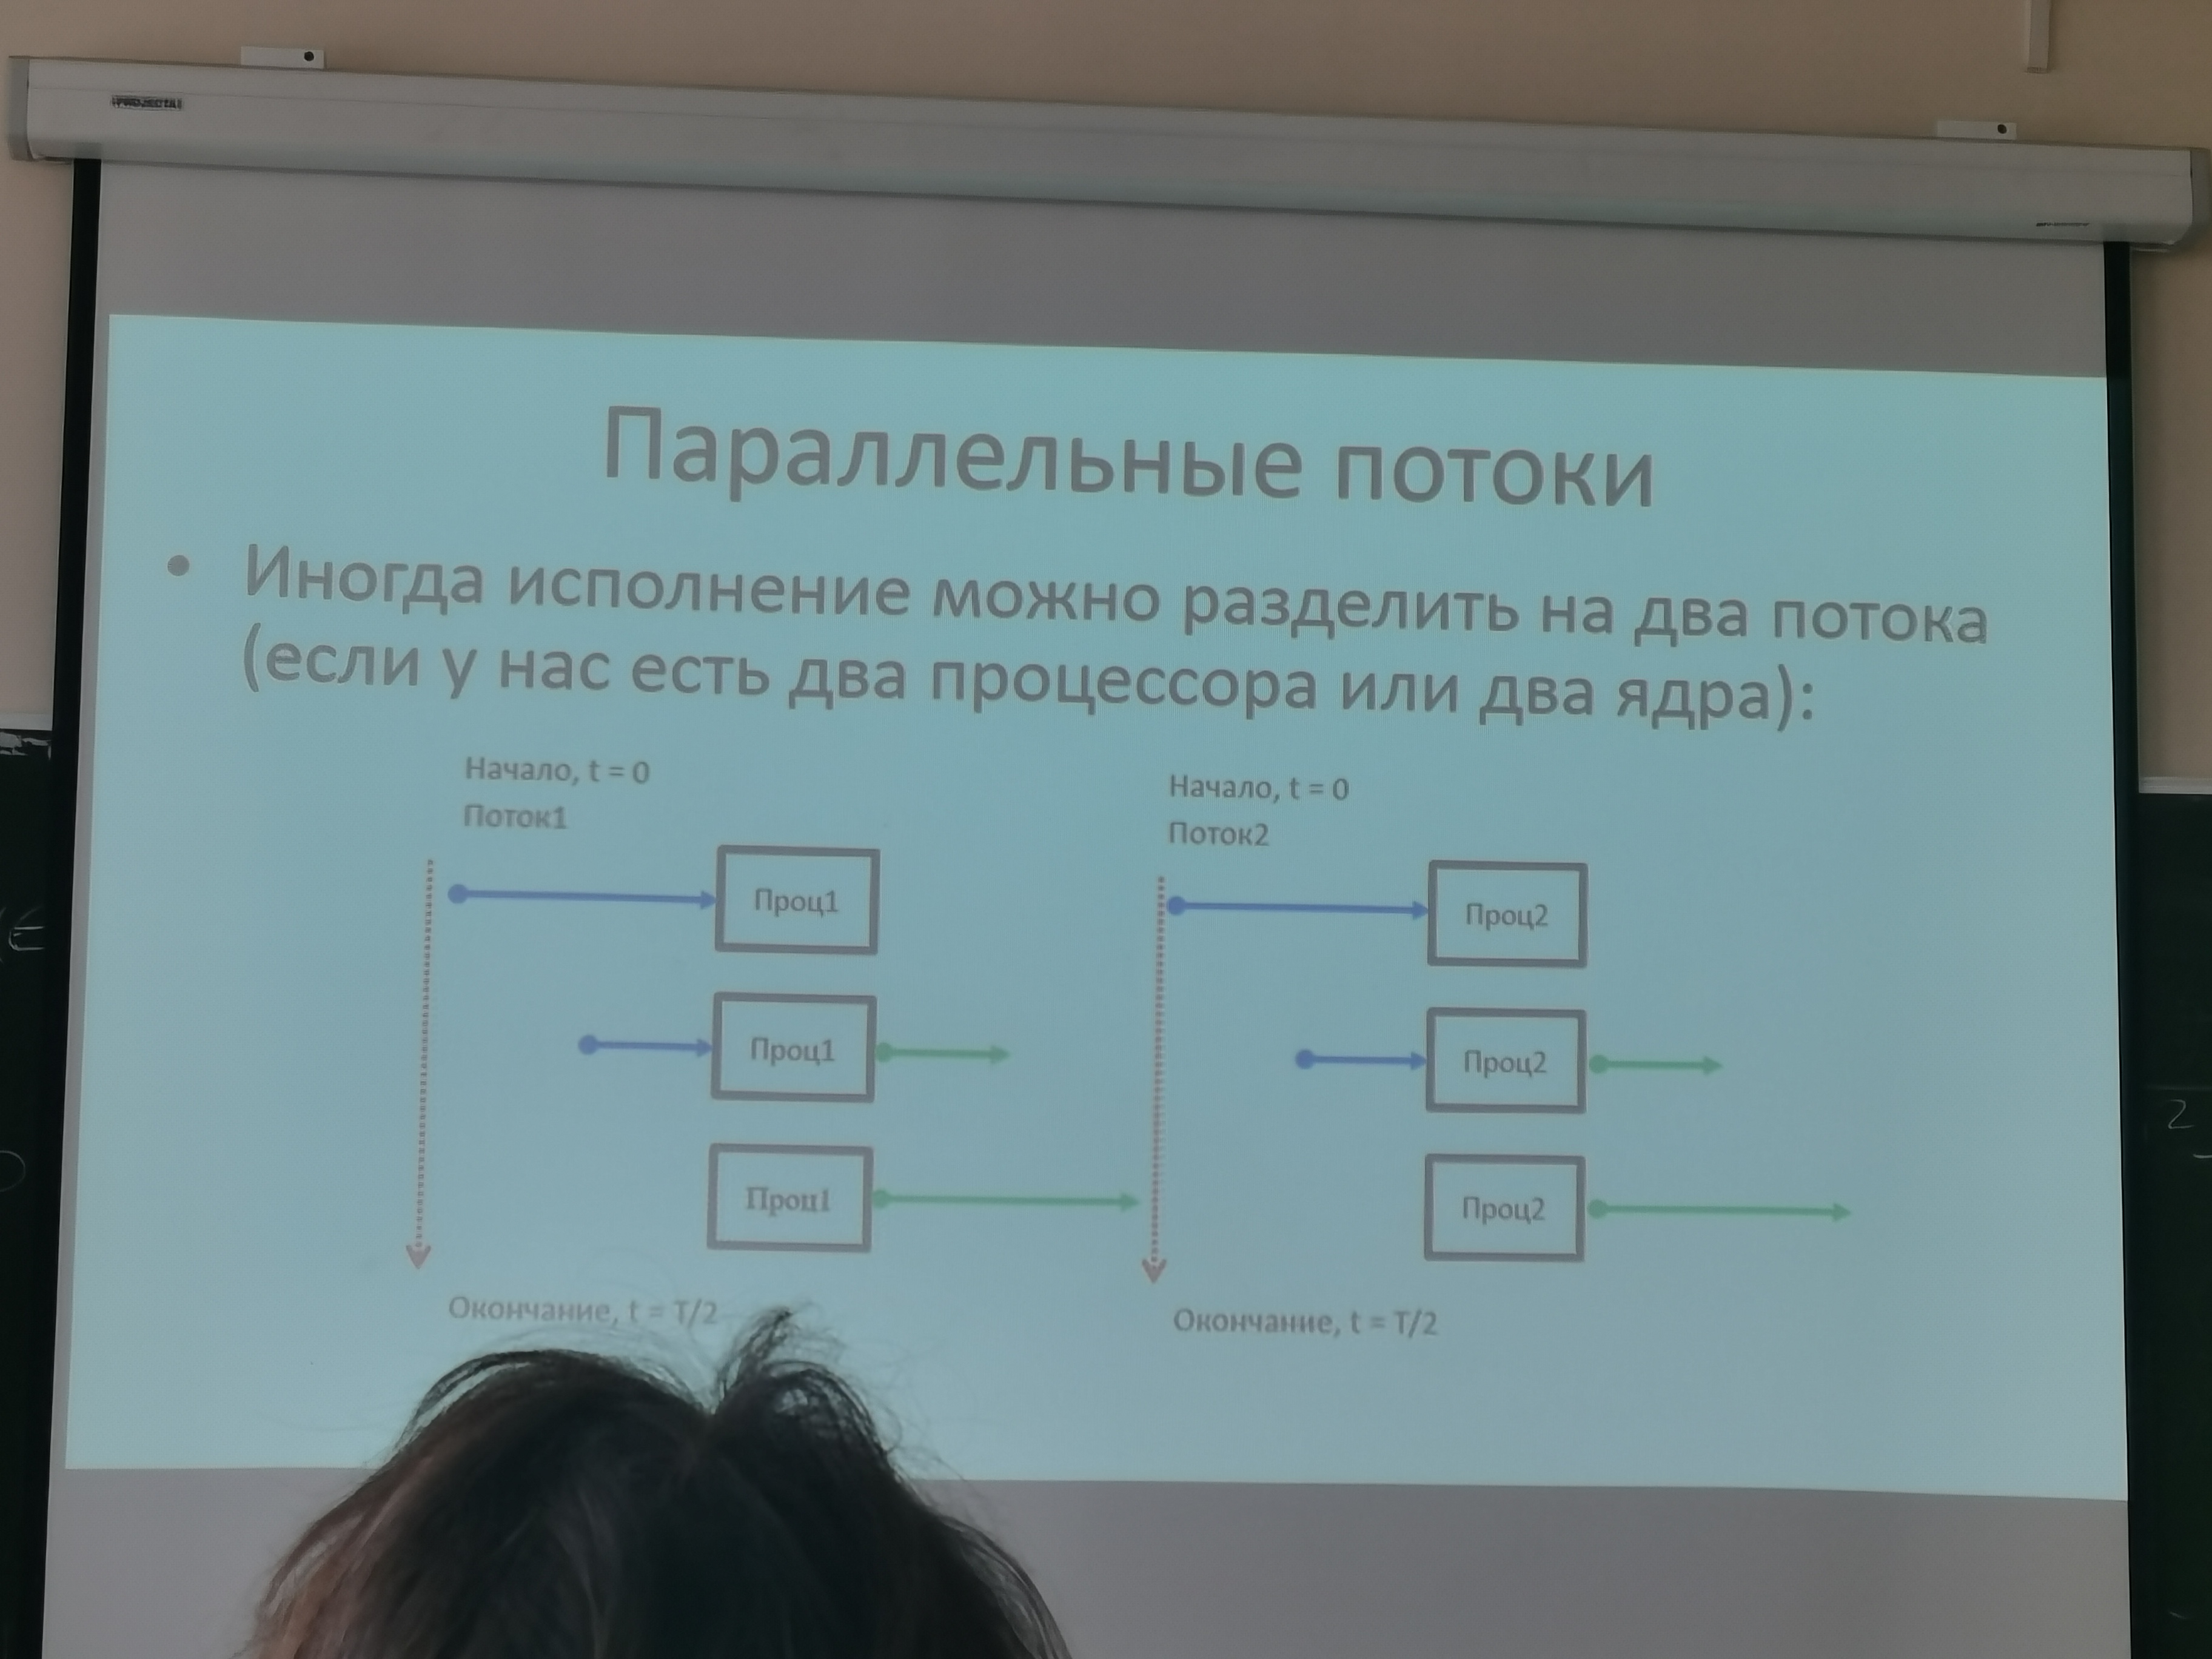 PROJECTA
Параллельные потоки
• Иногда исполнение можно разделить на два потока
(если у нас есть два процессора или два ядра):
Начало, t = 0
Поток1
Проц1
Проц1
Проц1
Окончание, t = T/2
Начало, t = 0
Поток2
Проц2
Проц2
Проц2
Окончание, t = T/2
2